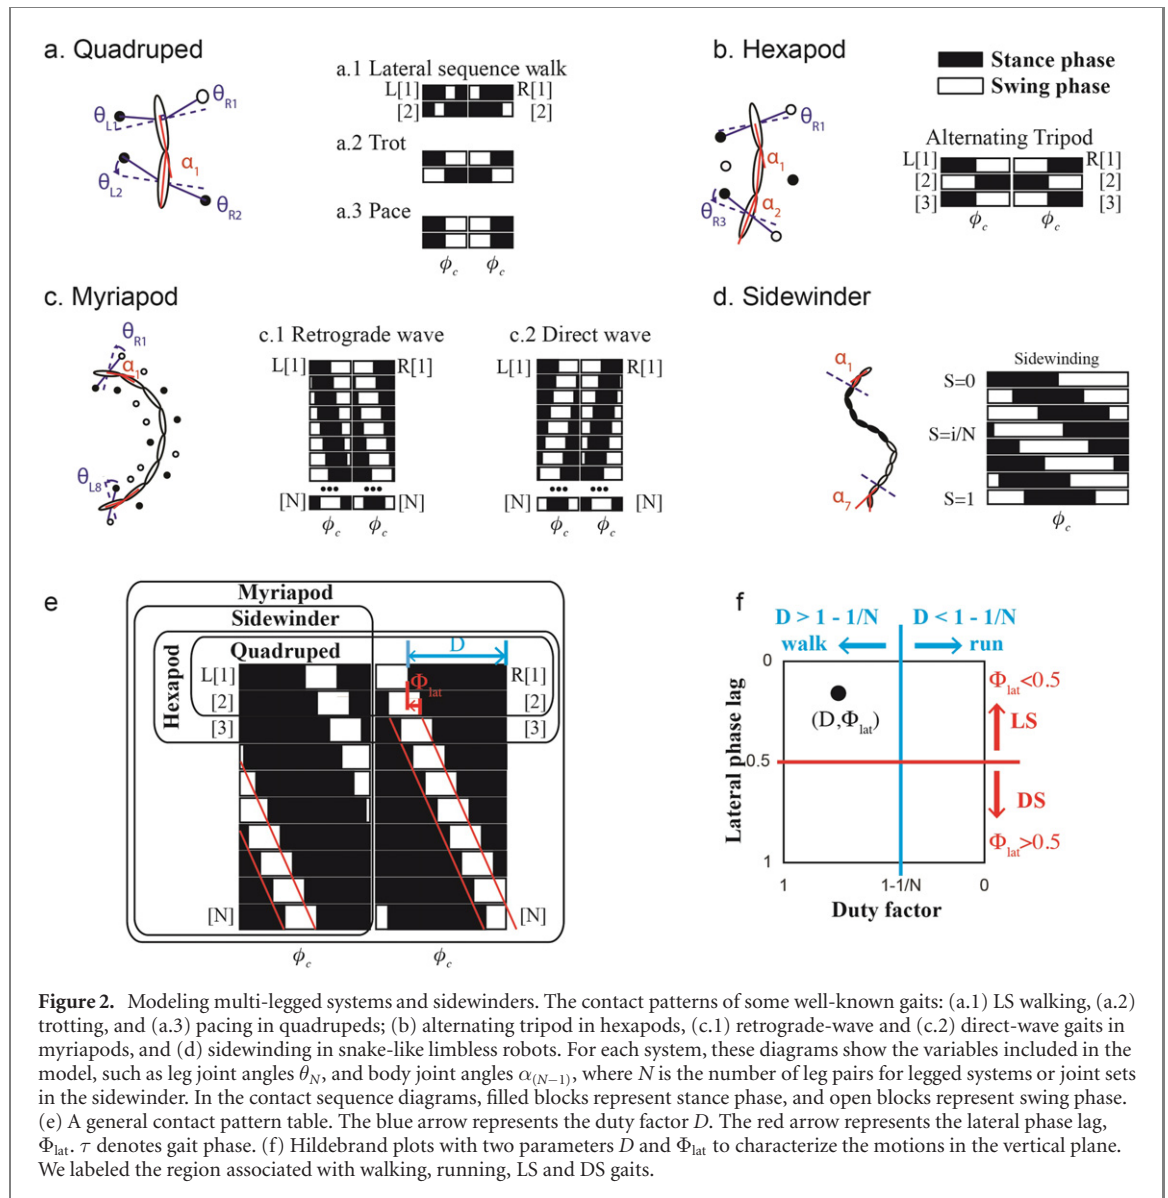 a. Quadruped
θR1
θL1
α1
θL2
θR2
a.1 Lateral sequence walk
L[1] R[1]
[2] [2]
a.2 Trot
a.3 Pace
ϕc ϕc
b. Hexapod
θR1
α1
α2
θR3
Stance phase
Swing phase
Alternating Tripod
L[1] R[1]
[2] [2]
[3] [3]
ϕc ϕc
c. Myriapod
θR1
α1
θL8
c.1 Retrograde wave
L[1] R[1]
[N] [N]
ϕc ϕc
c.2 Direct wave
L[1] R[1]
[N] [N]
ϕc ϕc
d. Sidewinder
α1
α7
Sidewinding
S=0
S=i/N
S=1
ϕc
e
Myriapod
Sidewinder
Hexapod
Quadruped
D
Φlat
L[1] R[1]
[2] [2]
[3] [3]
[N] [N]
ϕc ϕc
f
D > 1 - 1/N D < 1 - 1/N
walk run
0
Φlat<0.5
LS
(D,Φlat)
Lateral phase lag
0.5
DS
Φlat>0.5
1
1 1-1/N 0
Duty factor
Figure 2. Modeling multi-legged systems and sidewinders. The contact patterns of some well-known gaits: (a.1) LS walking, (a.2)
trotting, and (a.3) pacing in quadrupeds; (b) alternating tripod in hexapods, (c.1) retrograde-wave and (c.2) direct-wave gaits in
myriapods, and (d) sidewinding in snake-like limbless robots. For each system, these diagrams show the variables included in the
model, such as leg joint angles θN, and body joint angles α(N−1), where N is the number of leg pairs for legged systems or joint sets
in the sidewinder. In the contact sequence diagrams, filled blocks represent stance phase, and open blocks represent swing phase.
(e) A general contact pattern table. The blue arrow represents the duty factor D. The red arrow represents the lateral phase lag,
Φlat. τ denotes gait phase. (f) Hildebrand plots with two parameters D and Φlat to characterize the motions in the vertical plane.
We labeled the region associated with walking, running, LS and DS gaits.